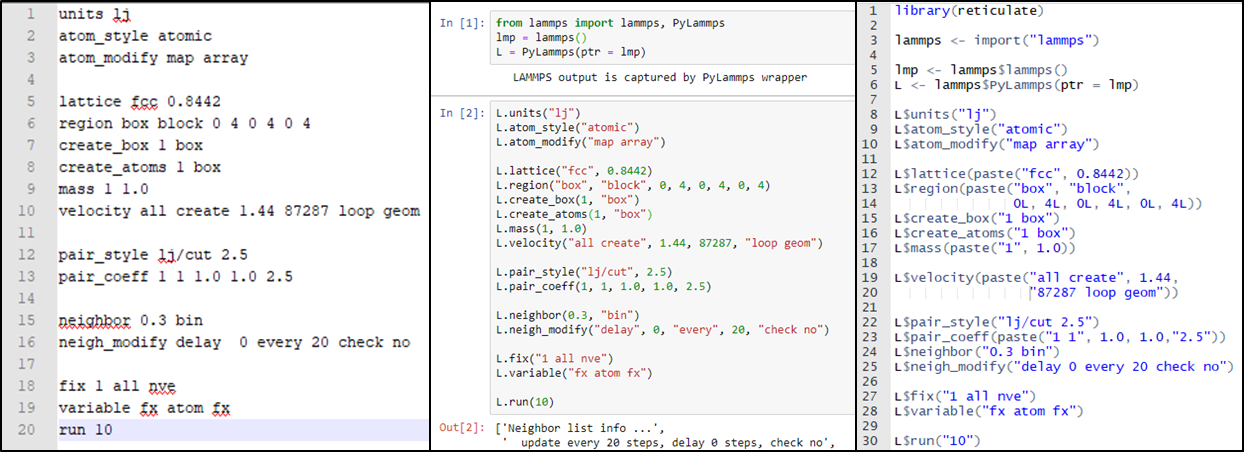 1 units lj
2 atom_style atomic
3 atom_modify map array
4
5 lattice fcc 0.8442
6 region box block 0 4 0 4 0 4
7 create_box 1 box
8 create_atoms 1 box
9 mass 1 1.0
10 velocity all create 1.44 87287 loop geom
11
12 pair_style lj/cut 2.5
13 pair_coeff 1 1 1.0 1.0 2.5
14
15 neighbor 0.3 bin
16 neigh_modify delay  0 every 20 check no
17
18 fix 1 all nve
19 variable fx atom fx
20 run 10
In [1]: from lammps import lammps, PyLammps
lmp = lammps()
L = PyLammps(ptr = lmp)
LAMMPS output is captured by PyLammps wrapper
In [2]: L.units("lj")
L.atom_style("atomic")
L.atom_modify("map array")
L.lattice("fcc", 0.8442)
L.region("box", "block", 0, 4, 0, 4, 0, 4)
L.create_box(1, "box")
L.create_atoms(1, "box")
L.mass(1, 1.0)
L.velocity("all create", 1.44, 87287, "loop geom")
L.pair_style("lj/cut", 2.5)
L.pair_coeff(1, 1, 1.0, 1.0, 2.5)
L.neighbor(0.3, "bin")
L.neigh_modify("delay", 0, "every", 20, "check no")
L.fix("1 all nve")
L.variable("fx atom fx")
L.run(10)
Out[2]: ['Neighbor list info ...',
'  update every 20 steps, delay 0 steps, check no',
1 library(reticulate)
2
3 lammps <- import("lammps")
4
5 lmp <- lammps$lammps()
6 L <- lammps$PyLammps(ptr = lmp)
7
8 L$units("lj")
9 L$atom_style("atomic")
10 L$atom_modify("map array")
11
12 L$lattice(paste("fcc", 0.8442))
13 L$region(paste("box", "block",
14 0L, 4L, 0L, 4L, 0L, 4L))
15 L$create_box("1 box")
16 L$create_atoms("1 box")
17 L$mass(paste("1", 1.0))
18
19 L$velocity(paste("all create", 1.44,
20 "87287 loop geom"))
21
22 L$pair_style("lj/cut 2.5")
23 L$pair_coeff(paste("1 1", 1.0, 1.0,"2.5"))
24 L$neighbor("0.3 bin")
25 L$neigh_modify("delay 0 every 20 check no")
26
27 L$fix("1 all nve")
28 L$variable("fx atom fx")
29
30 L$run("10")